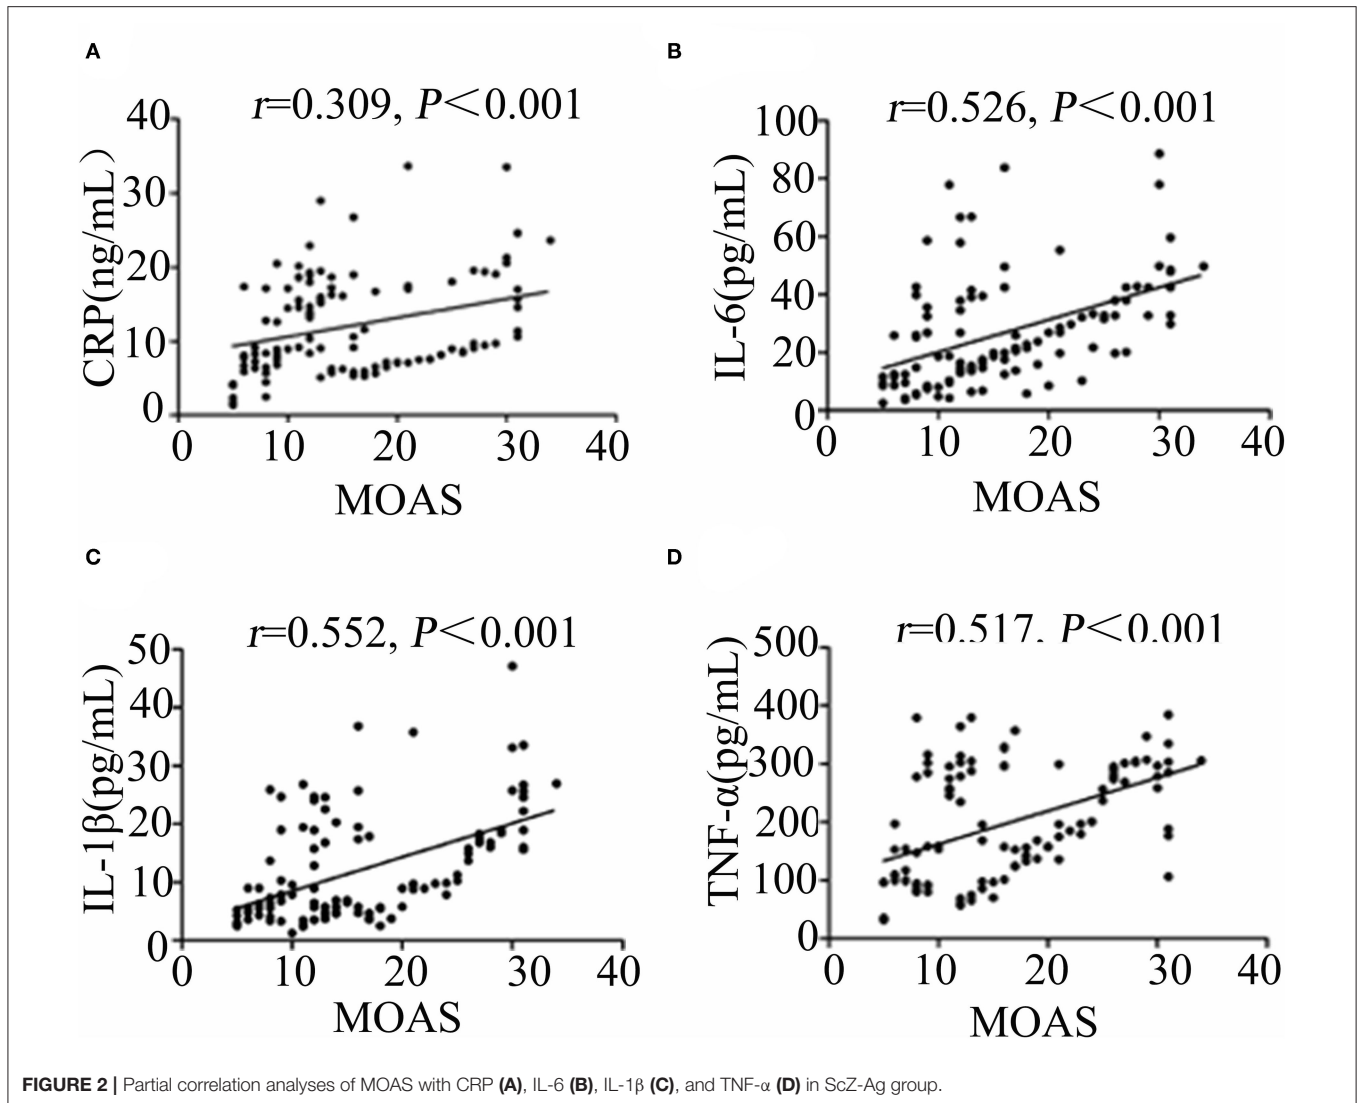 A
r=0.309, P<0.001
CRP(ng/mL)
40
30
20
10
0
0 10 20 30 40
MOAS
B
r=0.526, P<0.001
IL-6(pg/mL)
100
80
60
40
20
0
0 10 20 30 40
MOAS
C
r=0.552, P<0.001
IL-1β(pg/mL)
50
40
30
20
10
0
0 10 20 30 40
MOAS
D
r=0.517, P<0.001
TNF-α(pg/mL)
500
400
300
200
100
0
0 10 20 30 40
MOAS
FIGURE 2 | Partial correlation analyses of MOAS with CRP (A), IL-6 (B), IL-1β (C), and TNF-α (D) in ScZ-Ag group.